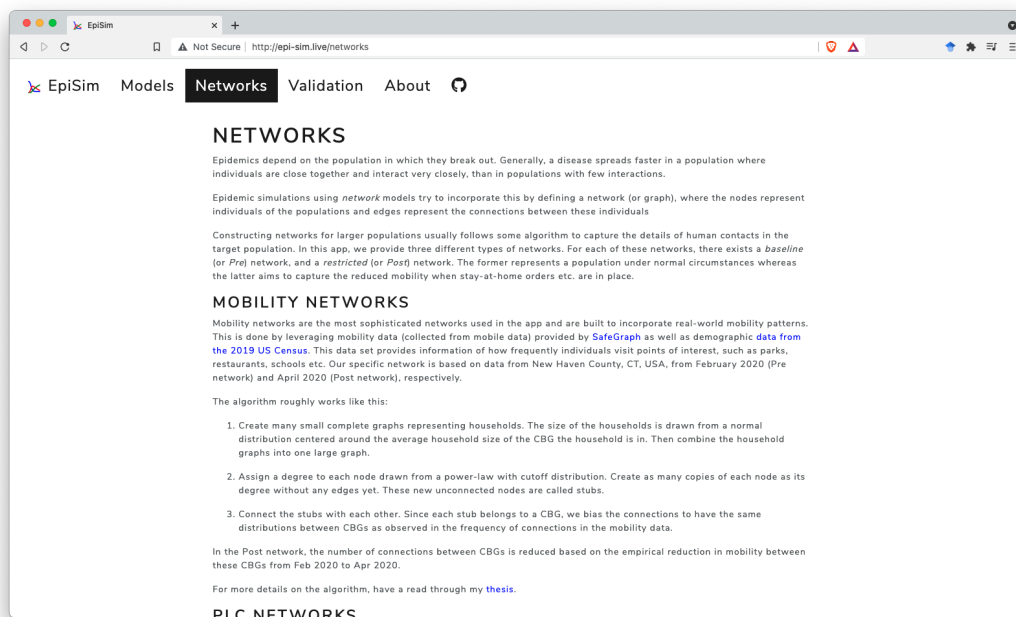 EpiSim × +
Not Secure | http://epi-sim.live/networks
EpiSim Models Networks Validation About
NETWORKS
Epidemics depend on the population in which they break out. Generally, a disease spreads faster in a population where
individuals are close together and interact very closely, than in populations with few interactions.
Epidemic simulations using network models try to incorporate this by defining a network (or graph), where the nodes represent
individuals of the populations and edges represent the connections between these individuals
Constructing networks for larger populations usually follows some algorithm to capture the details of human contacts in the
target population. In this app, we provide three different types of networks. For each of these networks, there exists a baseline
(or Pre) network, and a restricted (or Post) network. The former represents a population under normal circumstances whereas
the latter aims to capture the reduced mobility when stay-at-home orders etc. are in place.
MOBILITY NETWORKS
Mobility networks are the most sophisticated networks used in the app and are built to incorporate real-world mobility patterns.
This is done by leveraging mobility data (collected from mobile data) provided by SafeGraph as well as demographic data from
the 2019 US Census. This data set provides information of how frequently individuals visit points of interest, such as parks,
restaurants, schools etc. Our specific network is based on data from New Haven County, CT, USA, from February 2020 (Pre
network) and April 2020 (Post network), respectively.
The algorithm roughly works like this:
1. Create many small complete graphs representing households. The size of the households is drawn from a normal
distribution centered around the average household size of the CBG the household is in. Then combine the household
graphs into one large graph.
2. Assign a degree to each node drawn from a power-law with cutoff distribution. Create as many copies of each node as its
degree without any edges yet. These new unconnected nodes are called stubs.
3. Connect the stubs with each other. Since each stub belongs to a CBG, we bias the connections to have the same
distributions between CBGs as observed in the frequency of connections in the mobility data.
In the Post network, the number of connections between CBGs is reduced based on the empirical reduction in mobility between
these CBGs from Feb 2020 to Apr 2020.
For more details on the algorithm, have a read through my thesis.
PLC NETWORKS